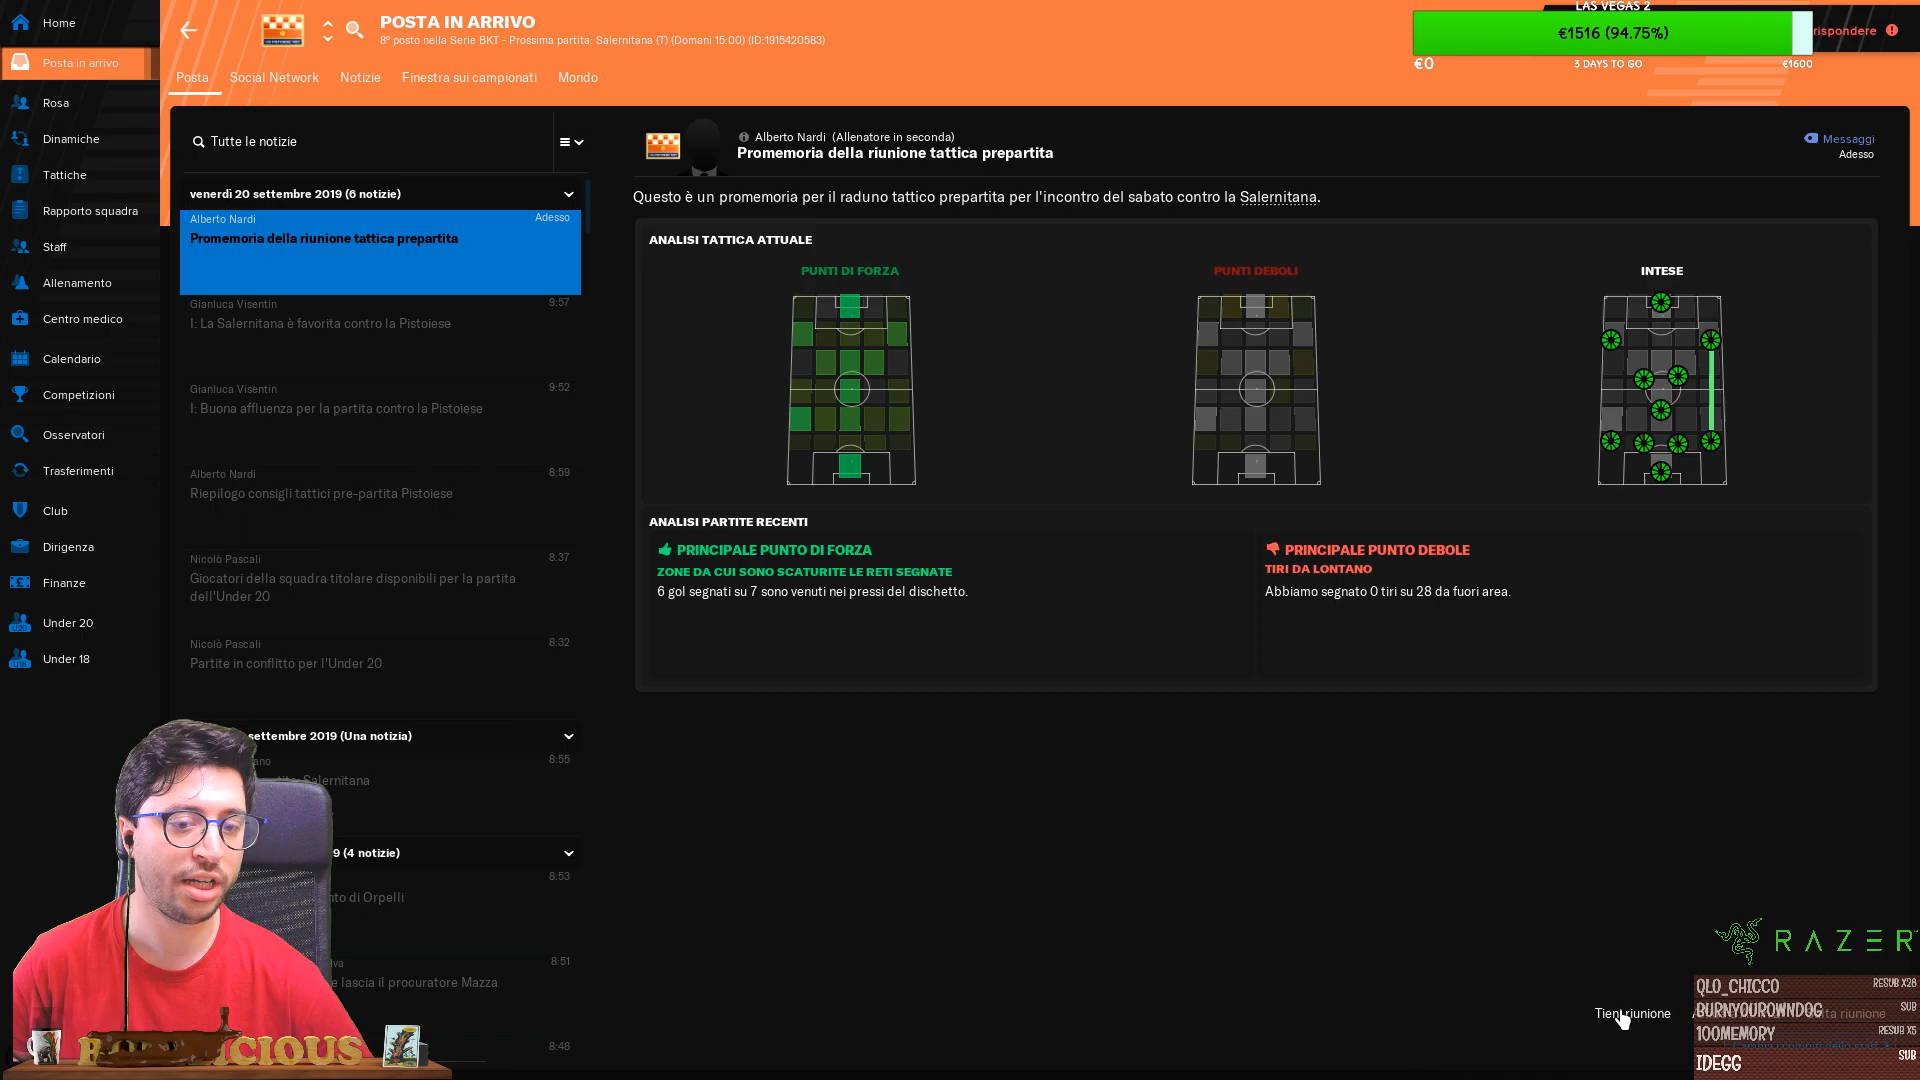 Home
Posta in arrivo
Rosa
Dinamiche
Tattiche
Rapporto squadra
Staff
Allenamento
Centro medico
Calendario
Competizioni
Osservatori
Trasferimenti
Club
Dirigenza
Finanze
Under 20
Under 18
POSTA IN ARRIVO
8° posto nella Serie BKT - Prossima partita: Salernitana (T) (Domani 15:00) (ID:1915420583)
Posta Social Network Notizie Finestra sui campionati Mondo
LAS VEGAS 2
€1516 (94.75%)
€0 3 DAYS TO GO €1600
rispondere
Tutte le notizie
venerdì 20 settembre 2019 (6 notizie)
Alberto Nardi Adesso
Promemoria della riunione tattica prepartita
Gianluca Visentin 9:57
I: La Salernitana è favorita contro la Pistoiese
Gianluca Visentin 9:52
I: Buona affluenza per la partita contro la Pistoiese
Alberto Nardi 8:59
Riepilogo consigli tattici pre-partita Pistoiese
Nicolò Pascali 8:37
Giocatori della squadra titolare disponibili per la partita
dell'Under 20
Nicolò Pascali 8:32
Partite in conflitto per l'Under 20
settembre 2019 (Una notizia)
ano 8:55
Salernitana
9 (4 notizie)
8:53
nto di Orpelli
lva 8:51
e lascia il procuratore Mazza
8:48
Alberto Nardi (Allenatore in seconda)
Promemoria della riunione tattica prepartita
Messaggi
Adesso
Questo è un promemoria per il raduno tattico prepartita per l'incontro del sabato contro la Salernitana.
ANALISI TATTICA ATTUALE
PUNTI DI FORZA PUNTI DEBOLI INTESE
ANALISI PARTITE RECENTI
PRINCIPALE PUNTO DI FORZA
ZONE DA CUI SONO SCATURITE LE RETI SEGNATE
6 gol segnati su 7 sono venuti nei pressi del dischetto.
PRINCIPALE PUNTO DEBOLE
TIRI DA LONTANO
Abbiamo segnato 0 tiri su 28 da fuori area.
Tieni riunione
RAZER
QLO_CHICCO RESUB X28
BURNYOUROWNDOG SUB
100MEMORY RESUB X5
IDEGG SUB
CIOUS